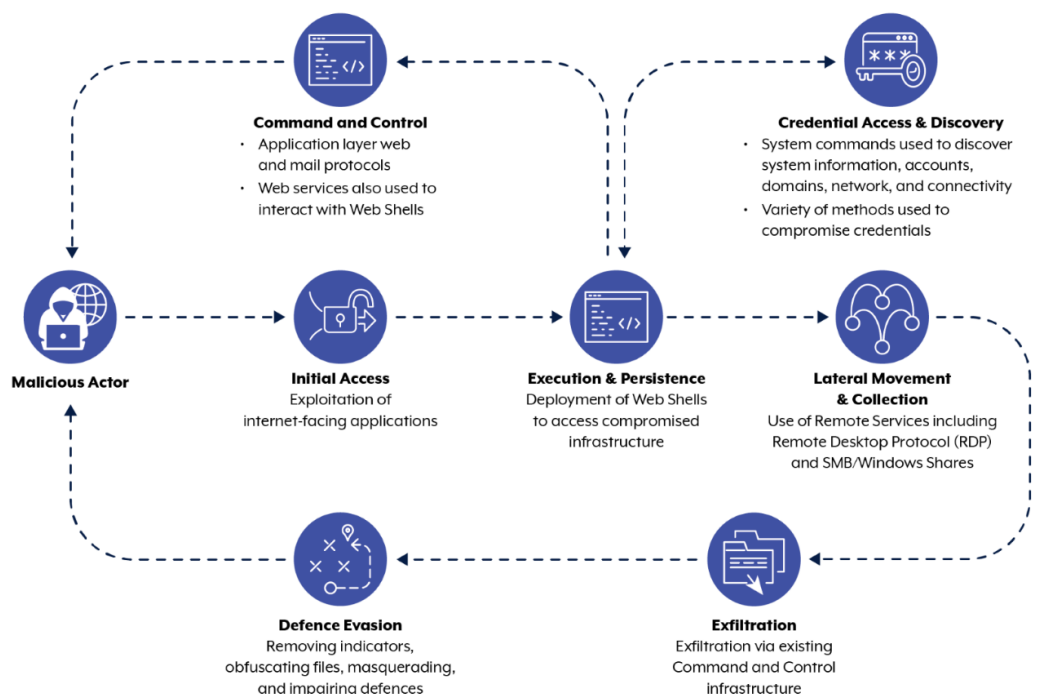 Command and Control
· Application layer web
and mail protocols
· Web services also used to
interact with Web Shells
Credential Access & Discovery
· System commands used to discover
system information, accounts,
domains, network, and connectivity
· Variety of methods used to
compromise credentials
Malicious Actor
Initial Access
Exploitation of
internet-facing applications
Execution & Persistence
Deployment of Web Shells
to access compromised
infrastructure
Lateral Movement
& Collection
Use of Remote Services including
Remote Desktop Protocol (RDP)
and SMB/Windows Shares
Defence Evasion
Removing indicators,
obfuscating files, masquerading,
and impairing defences
Exfiltration
Exfiltration via existing
Command and Control
infrastructure